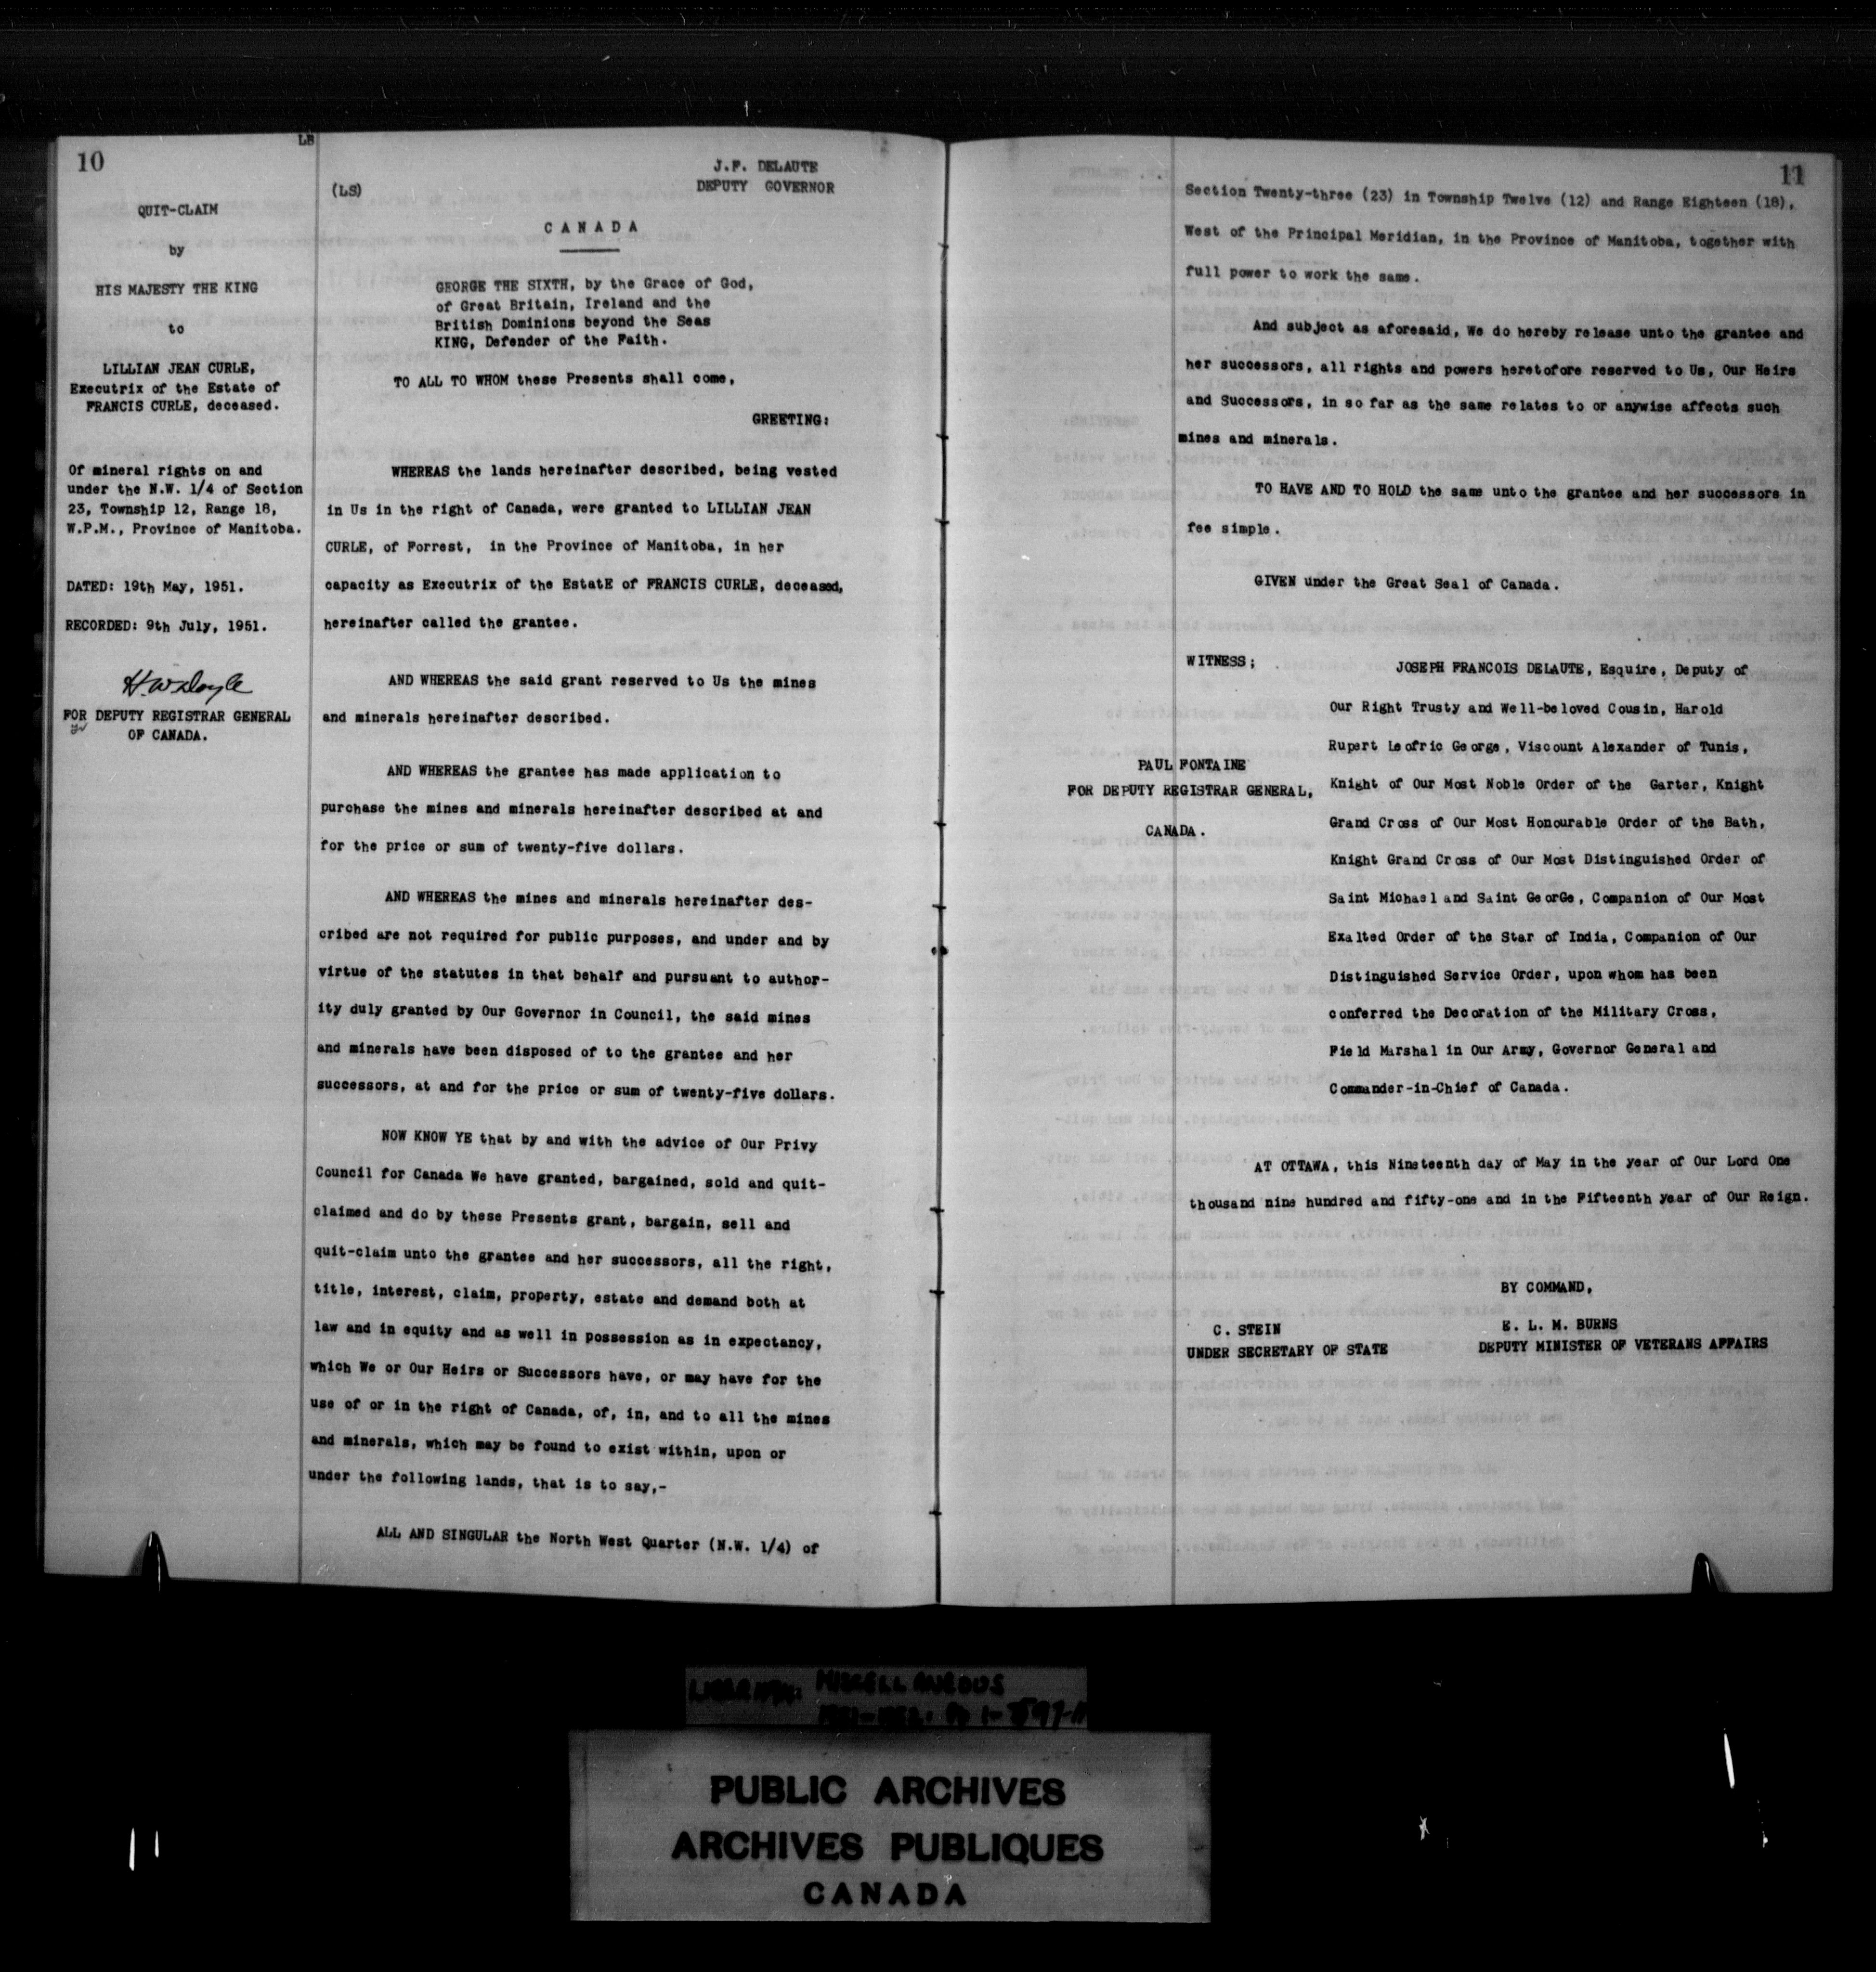 10
LS
QUIT-CLAIM
by
HIS MAJESTY THE KING
to
LILLIAN JEAN CURLE,
Executrix of the Estate of
FRANCIS CURLE, deceased.
Of mineral rights on and
under the N.W. 1/4 of Section
23, Township 12, Range 18,
W.P.M., Province of Manitoba.
DATED: 19th May, 1951.
RECORDED: 9th July, 1951.
H.W. Doyle
FOR DEPUTY REGISTRAR GENERAL
OF CANADA.
J.F. DELAUTE
(LS) DEPUTY GOVERNOR
CANADA
GEORGE THE SIXTH, by the Grace of God,
of Great Britain, Ireland and the
British Dominions beyond the Seas
KING, Defender of the Faith.
TO ALL TO WHOM these Presents shall come,
GREETING:
WHEREAS the lands hereinafter described, being vested
in Us in the right of Canada, were granted to LILLIAN JEAN
CURLE, of Forrest, in the Province of Manitoba, in her
capacity as Executrix of the EstatE of FRANCIS CURLE, deceased,
hereinafter called the grantee.
AND WHEREAS the said grant reserved to Us the mines
and minerals hereinafter described.
AND WHEREAS the grantee has made application to
purchase the mines and minerals hereinafter described at and
for the price or sum of twenty-five dollars.
AND WHEREAS the mines and minerals hereinafter des-
cribed are not required for public purposes, and under and by
virtue of the statutes in that behalf and pursuant to author-
ity duly granted by Our Governor in Council, the said mines
and minerals have been disposed of to the grantee and her
successors, at and for the price or sum of twenty-five dollars.
NOW KNOW YE that by and with the advice of Our Privy
Council for Canada We have granted, bargained, sold and quit-
claimed and do by these Presents grant, bargain, sell and
quit-claim unto the grantee and her successors, all the right,
title, interest, claim, property, estate and demand both at
law and in equity and as well in possession as in expectancy,
which We or Our Heirs or Successors have, or may have for the
use of or in the right of Canada, of, in, and to all the mines
and minerals, which may be found to exist within, upon or
under the following lands, that is to say,-
ALL AND SINGULAR the North West Quarter (N.W. 1/4) of
11
Section Twenty-three (23) in Township Twelve (12) and Range Eighteen (18),
West of the Principal Meridian, in the Province of Manitoba, together with
full power to work the same.
And subject as aforesaid, We do hereby release unto the grantee and
her successors, all rights and powers heretofore reserved to Us, Our Heirs
and Successors, in so far as the same relates to or anywise affects such
mines and minerals.
TO HAVE AND TO HOLD the same unto the grantee and her successors in
fee simple.
GIVEN under the Great Seal of Canada.
WITNESS;
JOSEPH FRANCOIS DELAUTE, Esquire, Deputy of
Our Right Trusty and Well-beloved Cousin, Harold
Rupert Leofric George, Viscount Alexander of Tunis,
Knight of Our Most Noble Order of the Garter, Knight
Grand Cross of Our Most Honourable Order of the Bath,
Knight Grand Cross of Our Most Distinguished Order of
Saint Michael and Saint GeorGe, Companion of Our Most
Exalted Order of the Star of India, Companion of Our
Distinguished Service Order, upon whom has been
conferred the Decoration of the Military Cross,
Field Marshal in Our Army, Governor General and
Commander-in-Chief of Canada.
PAUL FONTAINE
FOR DEPUTY REGISTRAR GENERAL,
CANADA.
AT OTTAWA, this Nineteenth day of May in the year of Our Lord One
thousand nine hundred and fifty-one and in the Fifteenth year of Our Reign.
BY COMMAND,
C. STEIN
UNDER SECRETARY OF STATE
E. L. M. BURNS
DEPUTY MINISTER OF VETERANS AFFAIRS
MISCELLANEOUS
PUBLIC ARCHIVES
ARCHIVES PUBLIQUES
CANADA